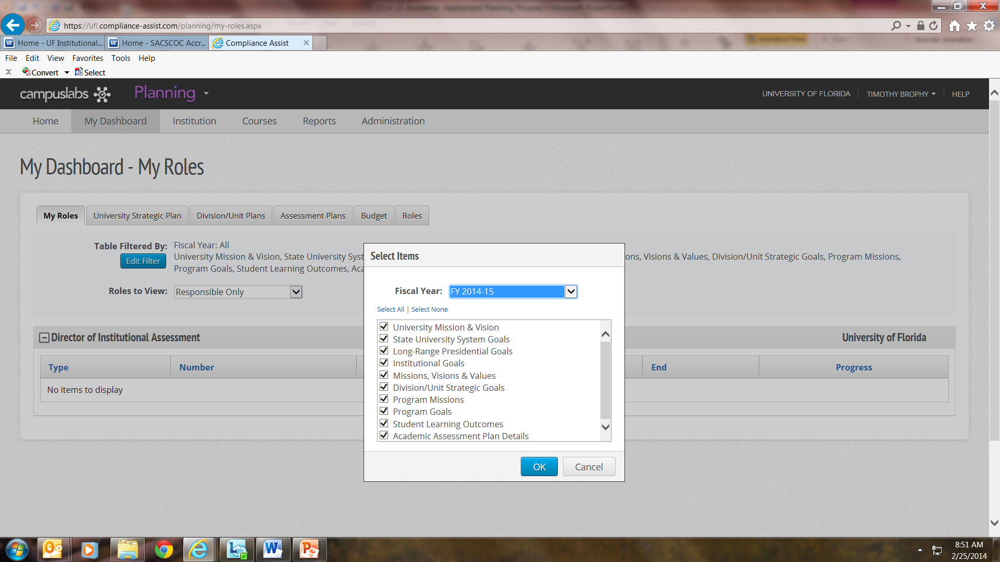 https://ufl.compliance-assist.com/planning/my-roles.aspx
Home - UF Institutional...
Home - SACSCOC Accr...
Compliance Assist
File Edit View Favorites Tools Help
Convert Select
campuslabs Planning UNIVERSITY OF FLORIDA TIMOTHY BROPHY HELP
Home My Dashboard Institution Courses Reports Administration
My Dashboard - My Roles
My Roles University Strategic Plan Division/Unit Plans Assessment Plans Budget Roles
Table Filtered By: Fiscal Year: All
Edit Filter
University Mission & Vision, State University Syst
ons, Visions & Values, Division/Unit Strategic Goals, Program Missions,
Program Goals, Student Learning Outcomes, Aca
Roles to View: Responsible Only
Director of Institutional Assessment University of Florida
Type Number End Progress
No items to display
Select Items
Fiscal Year: FY 2014-15
Select All | Select None
University Mission & Vision
State University System Goals
Long-Range Presidential Goals
Institutional Goals
Missions, Visions & Values
Division/Unit Strategic Goals
Program Missions
Program Goals
Student Learning Outcomes
Academic Assessment Plan Details
OK Cancel
8:51 AM
2/25/2014